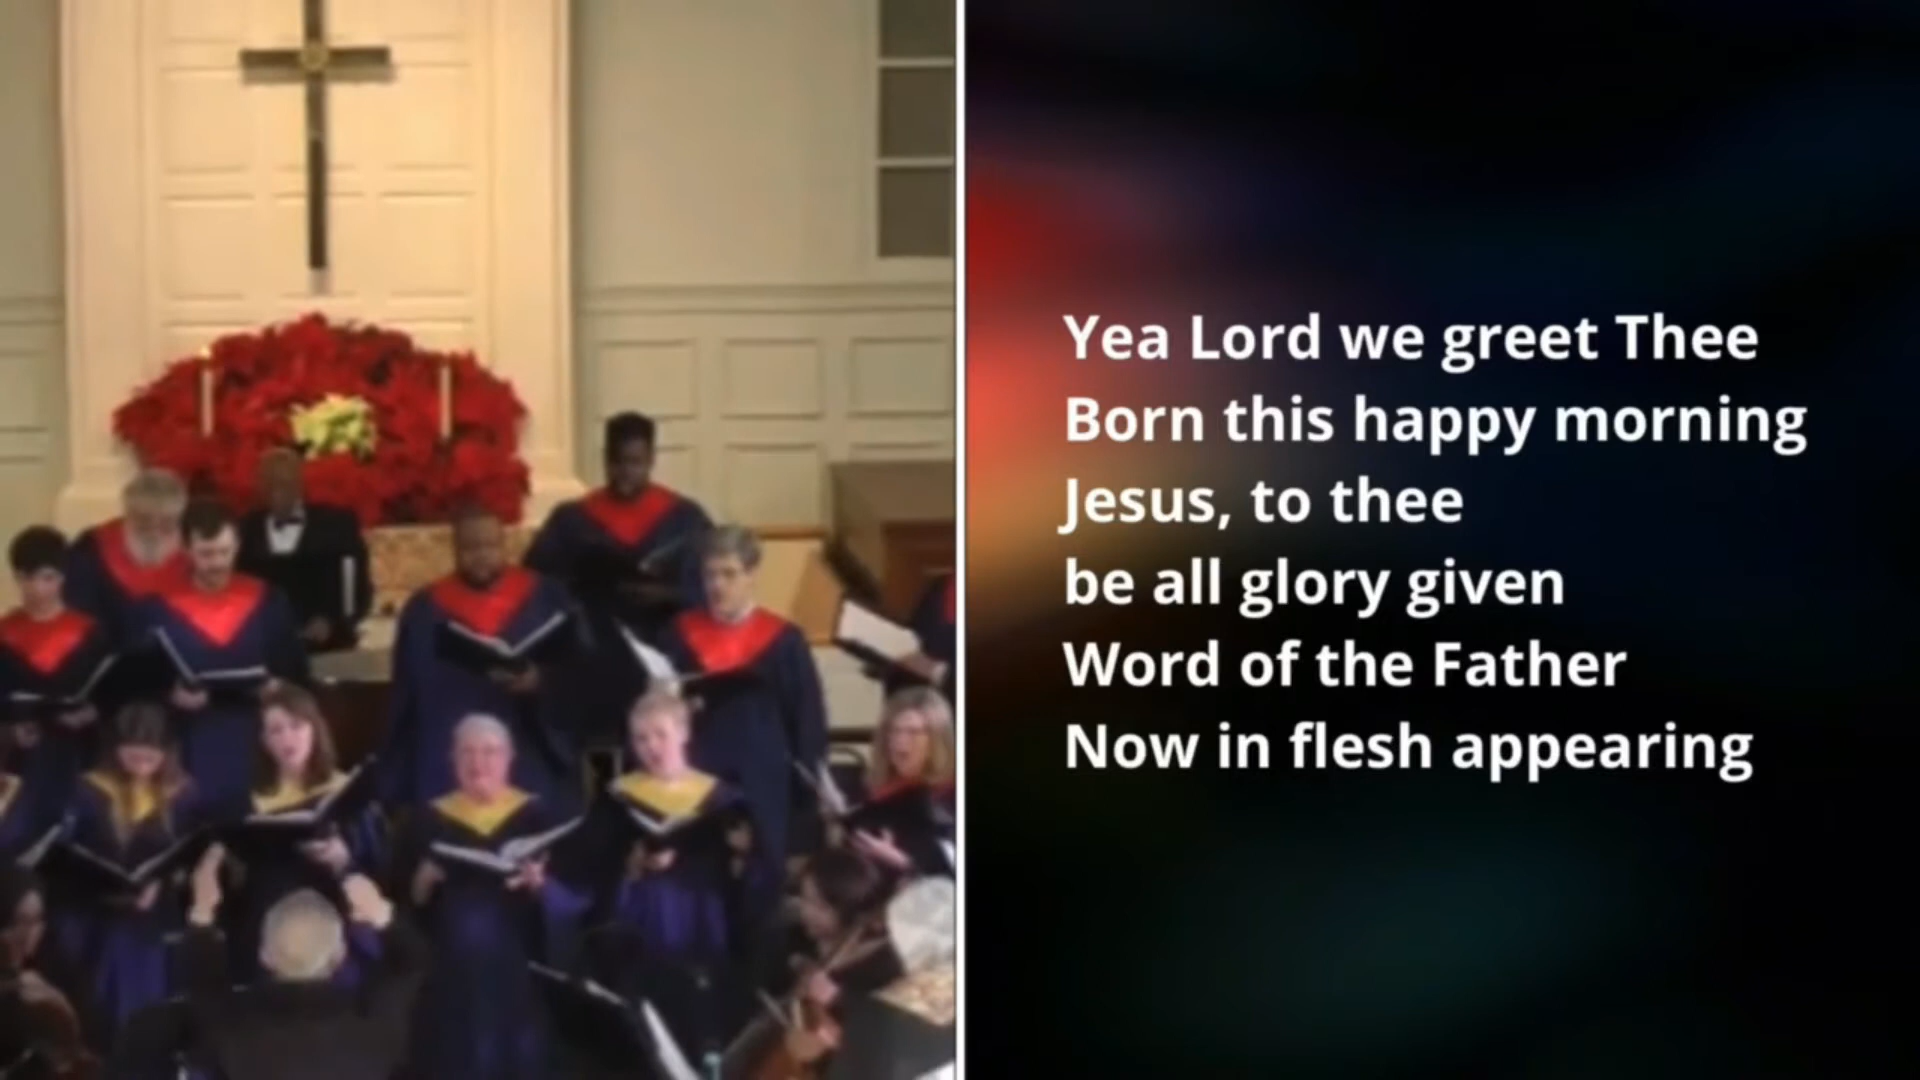 Yea Lord we greet Thee
Born this happy morning
Jesus, to thee
be all glory given
Word of the Father
Now in flesh appearing